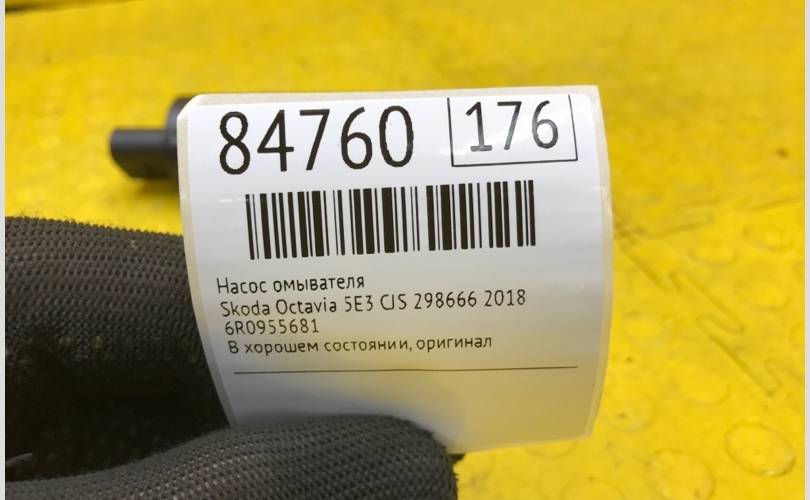 84760 176
Насос омывателя
Skoda Octavia 5E3 CJS 298666 2018
6R0955681
В хорошем состоянии, оригинал